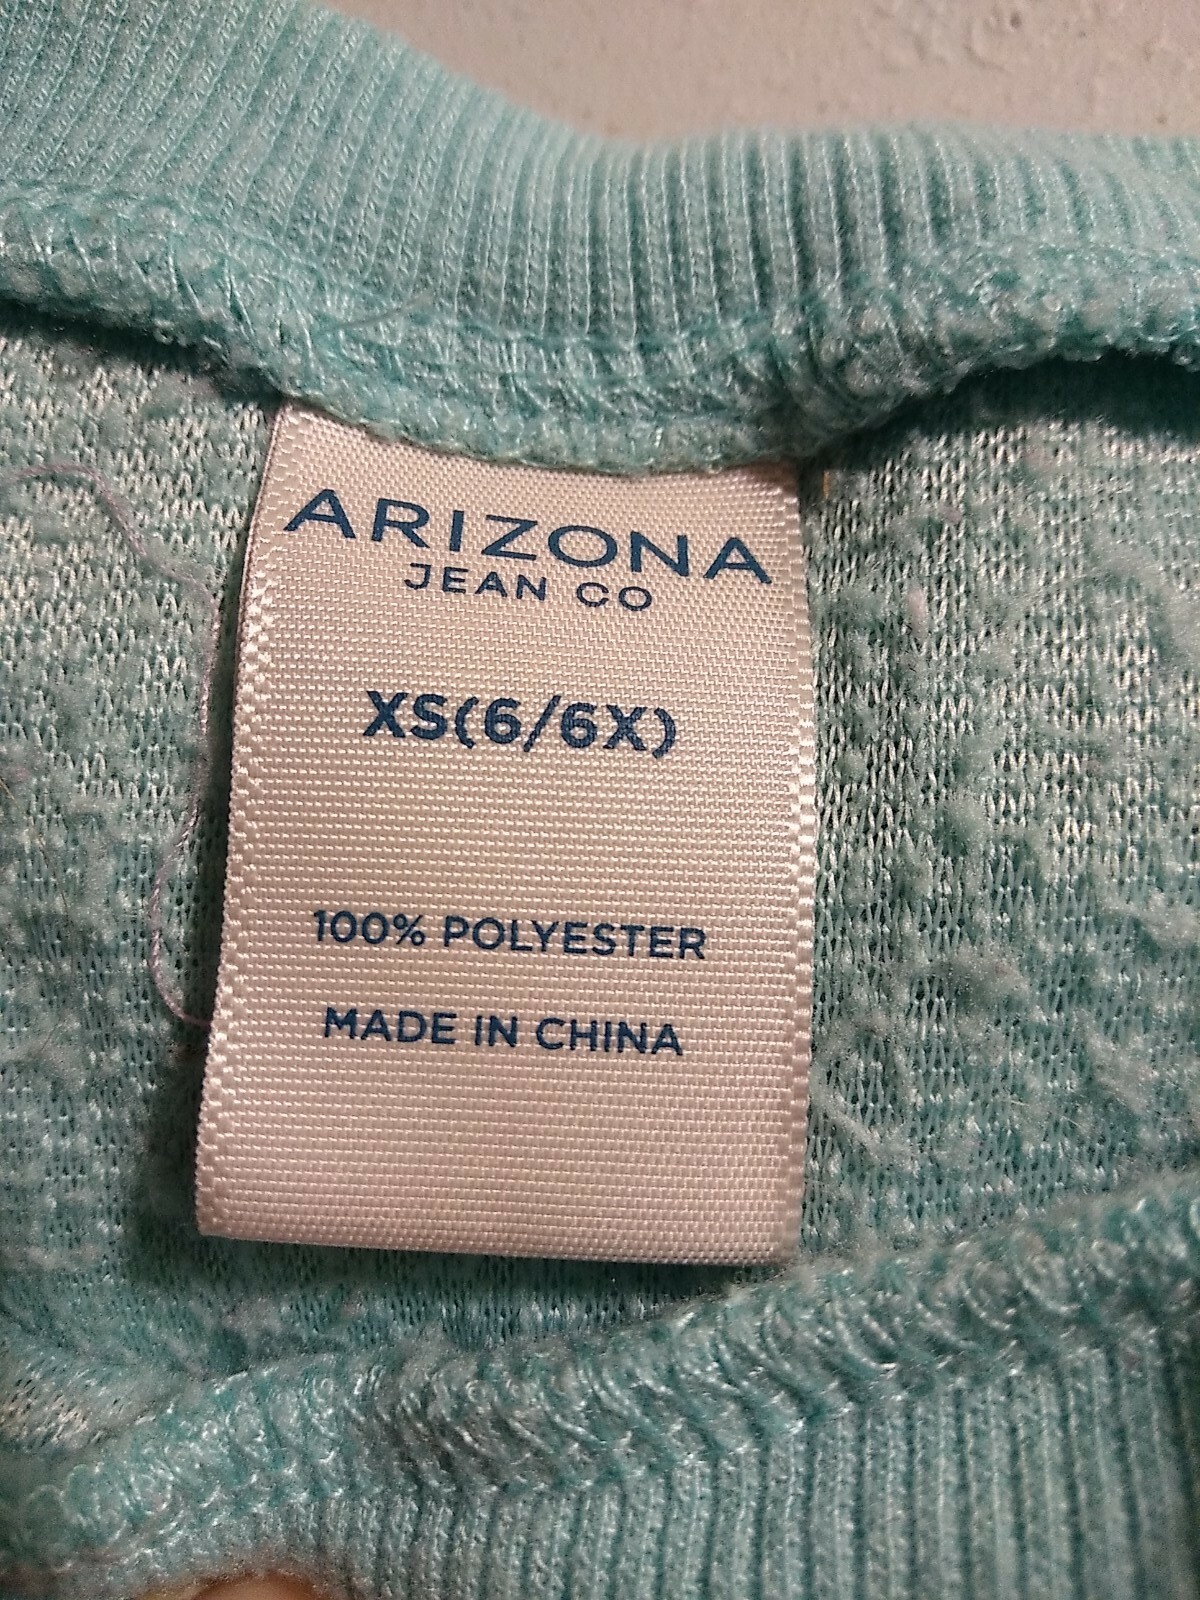 ARIZONA
JEAN CO
XS(6/6X)
100% POLYESTER
MADE IN CHINA